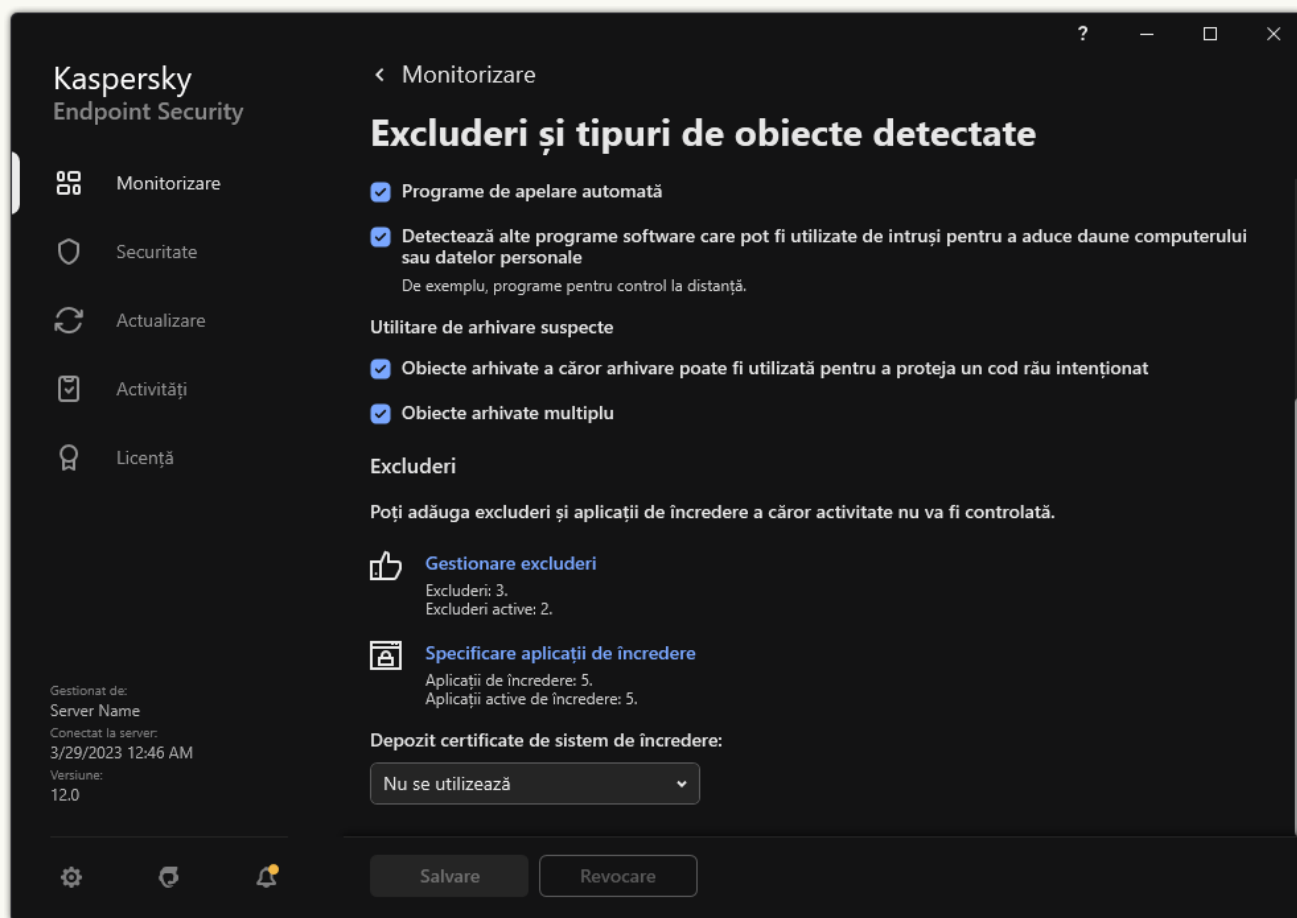 ?
Kaspersky
Endpoint Security
Monitorizare
Securitate
Actualizare
Activități
Licență
Gestionat de:
Server Name
Conectat la server:
3/29/2023 12:46 AM
Versiune:
12.0
Monitorizare
Excluderi și tipuri de obiecte detectate
Programe de apelare automată
Detectează alte programe software care pot fi utilizate de intruși pentru a aduce daune computerului
sau datelor personale
De exemplu, programe pentru control la distanță.
Utilitare de arhivare suspecte
Obiecte arhivate a căror arhivare poate fi utilizată pentru a proteja un cod rău intenționat
Obiecte arhivate multiplu
Excluderi
Poți adăuga excluderi și aplicații de încredere a căror activitate nu va fi controlată.
Gestionare excluderi
Excluderi: 3.
Excluderi active: 2.
Specificare aplicații de încredere
Aplicații de încredere: 5.
Aplicații active de încredere: 5.
Depozit certificate de sistem de încredere:
Nu se utilizează
Salvare
Revocare